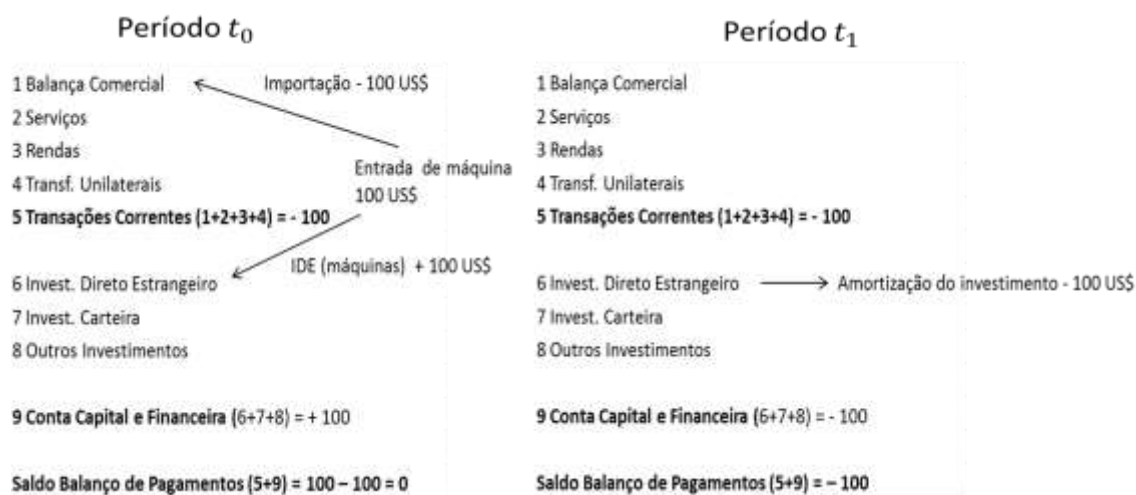 Período t₀
1 Balança Comercial
Importação - 100 US$
2 Serviços
3 Rendas
Entrada de máquina
100 US$
4 Transf. Unilaterais
5 Transações Correntes (1+2+3+4) = - 100
IDE (máquinas) + 100 US$
6 Invest. Direto Estrangeiro
7 Invest. Carteira
8 Outros Investimentos
9 Conta Capital e Financeira (6+7+8) = + 100
Saldo Balanço de Pagamentos (5+9) = 100 – 100 = 0
Período t₁
1 Balança Comercial
2 Serviços
3 Rendas
4 Transf. Unilaterais
5 Transações Correntes (1+2+3+4) = - 100
6 Invest. Direto Estrangeiro
Amortização do investimento - 100 US$
7 Invest. Carteira
8 Outros Investimentos
9 Conta Capital e Financeira (6+7+8) = - 100
Saldo Balanço de Pagamentos (5+9) = – 100